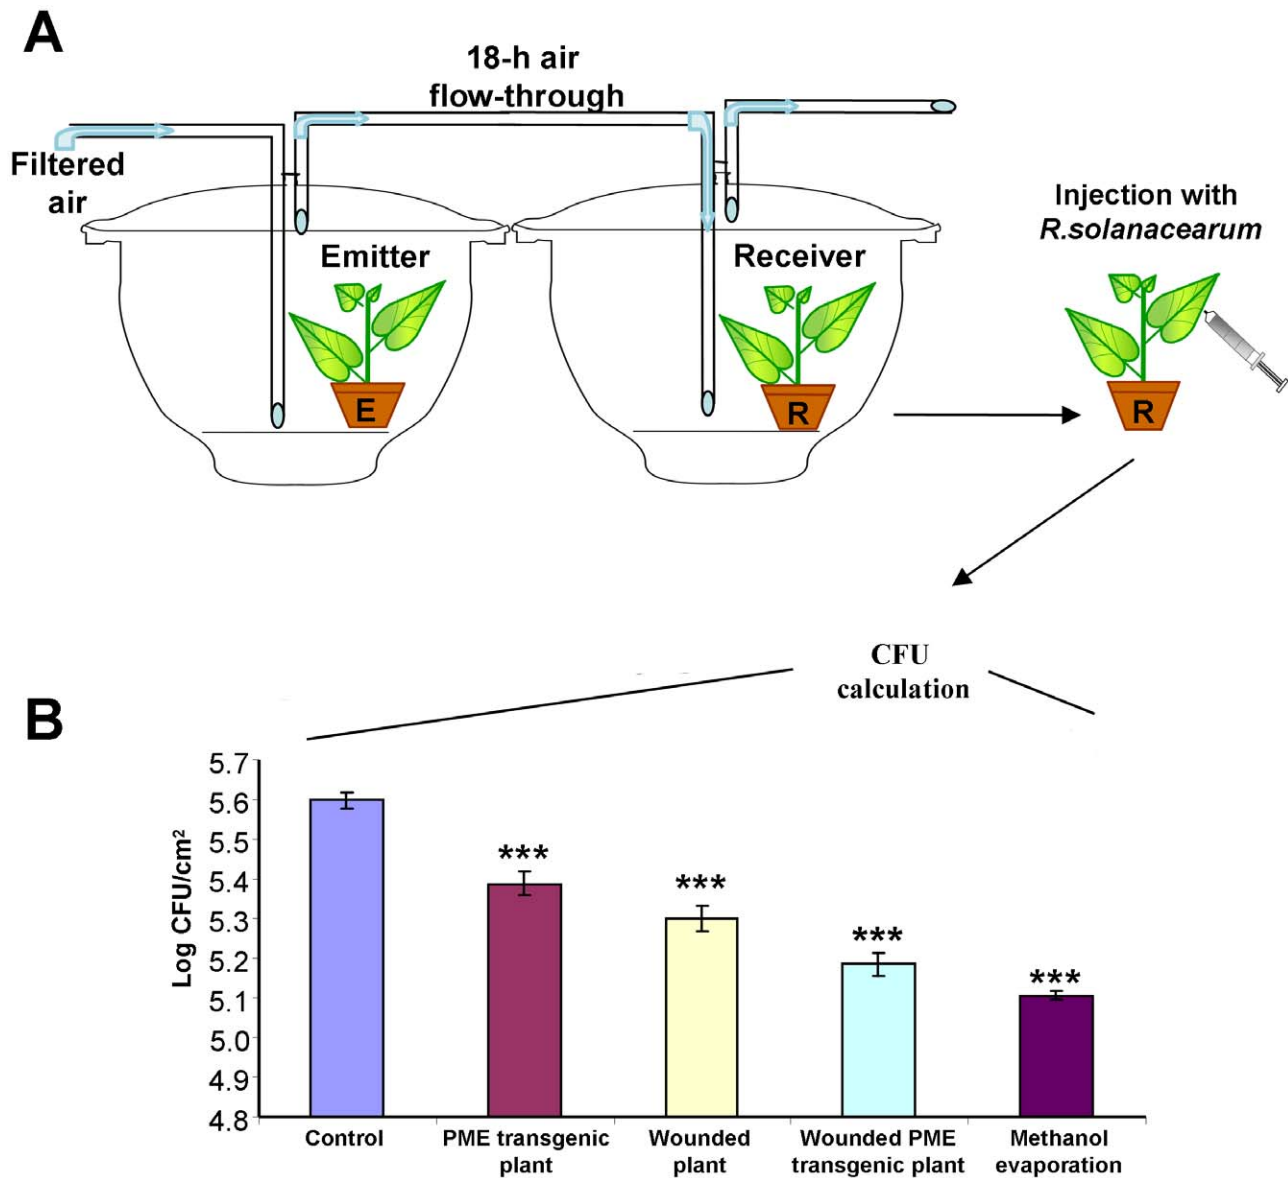 A
18-h air
flow-through
Filtered
air
Emitter
Receiver
Injection with
R.solanacearum
E
R
R
CFU
calculation
B
Log CFU/cm²
5.7
5.6
5.5
5.4
5.3
5.2
5.1
5.0
4.9
4.8
***
***
***
***
Control
PME transgenic
plant
Wounded
plant
Wounded PME
transgenic plant
Methanol
evaporation